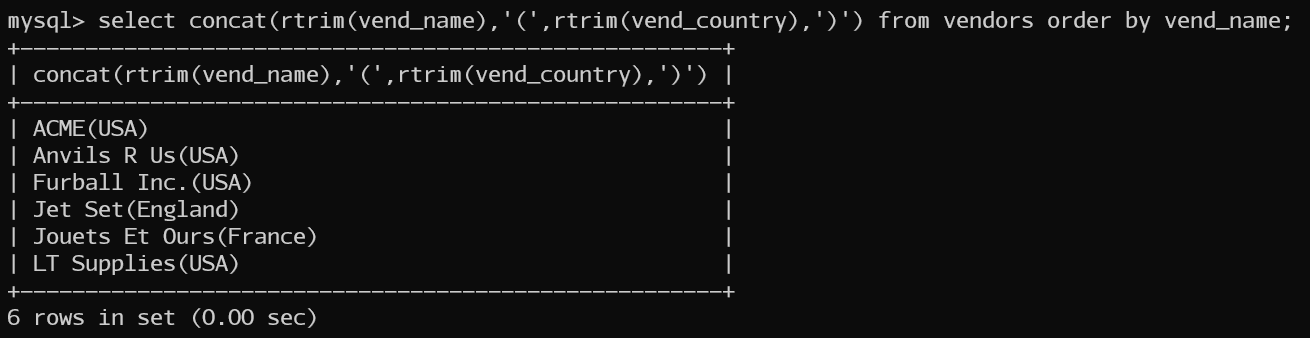 mysql> select concat(rtrim(vend_name),'(',rtrim(vend_country),')') from vendors order by vend_name;
+------------------------------------------------------+
| concat(rtrim(vend_name),'(',rtrim(vend_country),')') |
+------------------------------------------------------+
| ACME(USA)                                            |
| Anvils R Us(USA)                                     |
| Furball Inc.(USA)                                    |
| Jet Set(England)                                     |
| Jouets Et Ours(France)                               |
| LT Supplies(USA)                                     |
+------------------------------------------------------+
6 rows in set (0.00 sec)